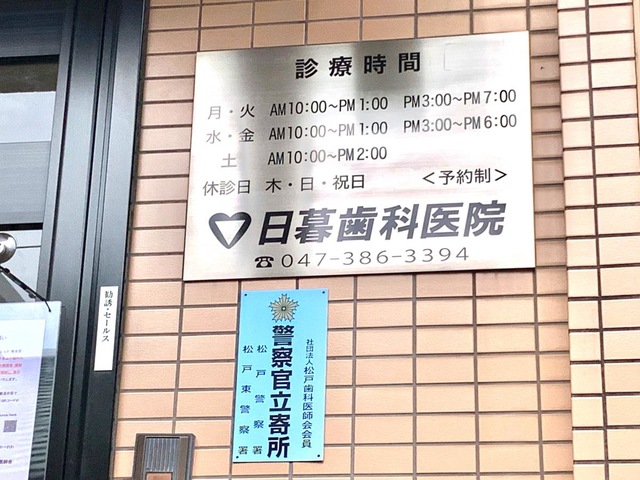 診療時間
月・火 AM10:00~PM1:00 PM3:00~PM7:00
水・金 AM10:00~PM1:00 PM3:00~PM6:00
土 AM10:00~PM2:00
休診日 木・日・祝日 <予約制>
日暮歯科医院
☎047-386-3394
勧誘・セールス
社団法人松戸歯科医師会会員
警察官立寄所
松戸警察署
松戸東警察署